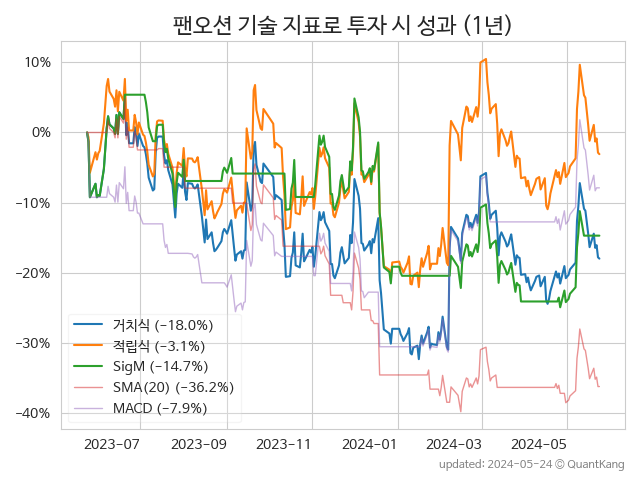 팬오션 기술 지표로 투자 시 성과 (1년)
10%
0%
−10%
−20%
−30%
−40%
거치식 (−18.0%)
적립식 (−3.1%)
SigM (−14.7%)
SMA(20) (−36.2%)
MACD (−7.9%)
2023-07
2023-09
2023-11
2024-01
2024-03
2024-05
updated: 2024-05-24 © QuantKang